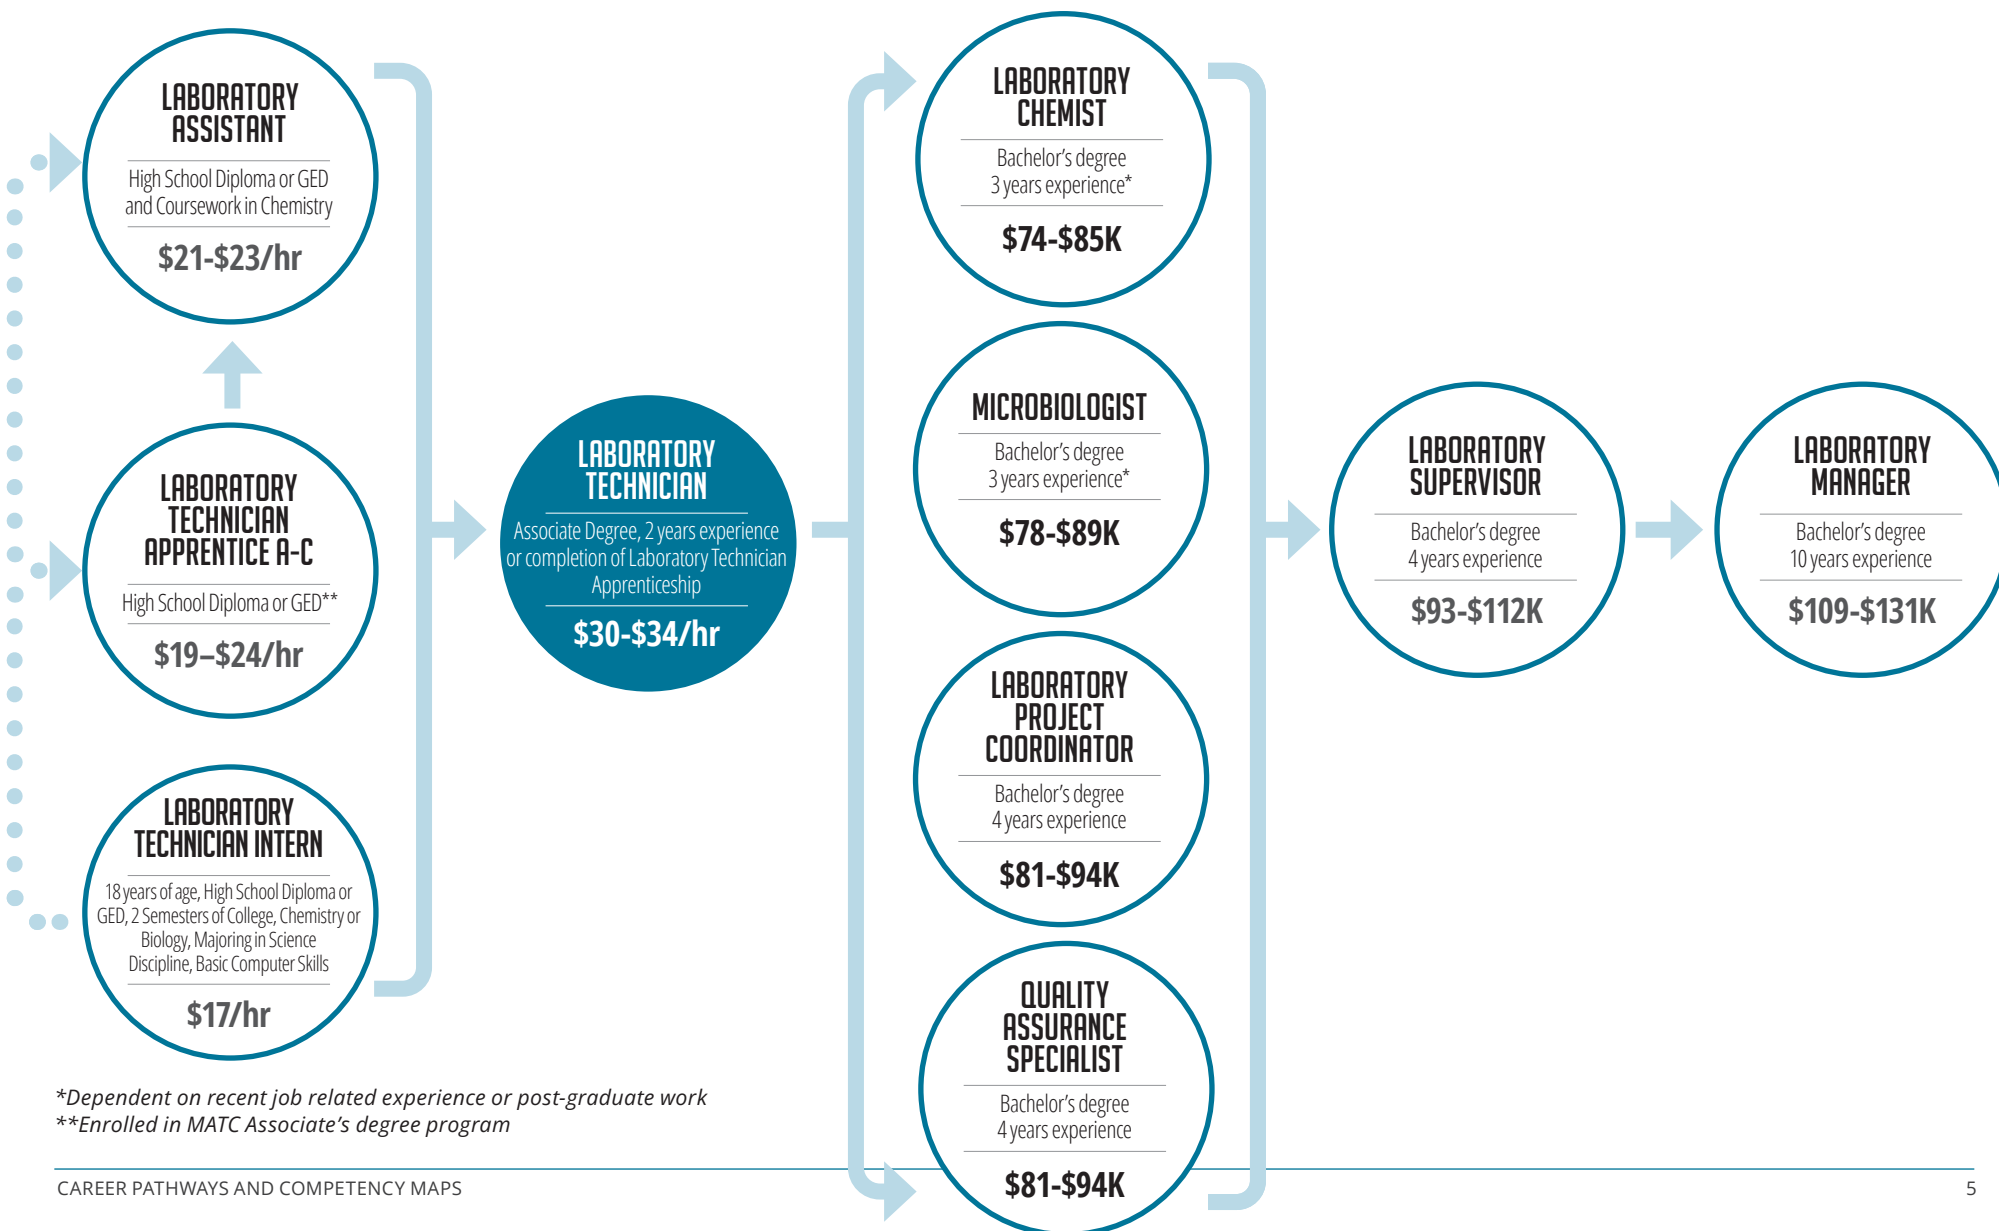 LABORATORY
ASSISTANT
High School Diploma or GED
and Coursework in Chemistry
$21-$23/hr
LABORATORY
TECHNICIAN
APPRENTICE A-C
High School Diploma or GED**
$19–$24/hr
LABORATORY
TECHNICIAN INTERN
18 years of age, High School Diploma or
GED, 2 Semesters of College, Chemistry or
Biology, Majoring in Science
Discipline, Basic Computer Skills
$17/hr
LABORATORY
TECHNICIAN
Associate Degree, 2 years experience
or completion of Laboratory Technician
Apprenticeship
$30-$34/hr
LABORATORY
CHEMIST
Bachelor’s degree
3 years experience*
$74-$85K
MICROBIOLOGIST
Bachelor’s degree
3 years experience*
$78-$89K
LABORATORY
PROJECT
COORDINATOR
Bachelor’s degree
4 years experience
$81-$94K
QUALITY
ASSURANCE
SPECIALIST
Bachelor’s degree
4 years experience
$81-$94K
LABORATORY
SUPERVISOR
Bachelor’s degree
4 years experience
$93-$112K
LABORATORY
MANAGER
Bachelor’s degree
10 years experience
$109-$131K
*Dependent on recent job related experience or post-graduate work
**Enrolled in MATC Associate’s degree program
CAREER PATHWAYS AND COMPETENCY MAPS
5